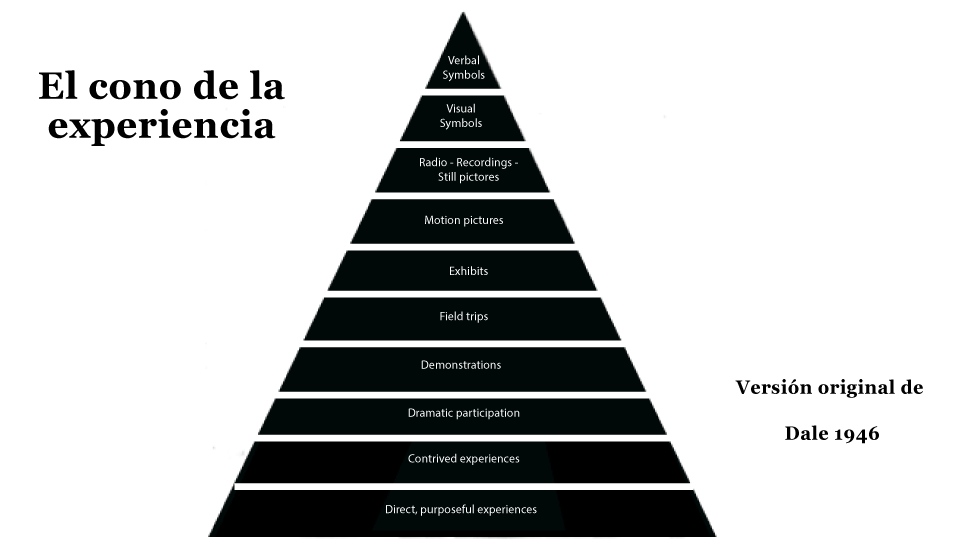 El cono de la
experiencia
Verbal
Symbols
Visual
Symbols
Radio - Recordings -
Still pictores
Motion pictures
Exhibits
Field trips
Demonstrations
Dramatic participation
Contrived experiences
Direct, purposeful experiences
Versión original de
Dale 1946